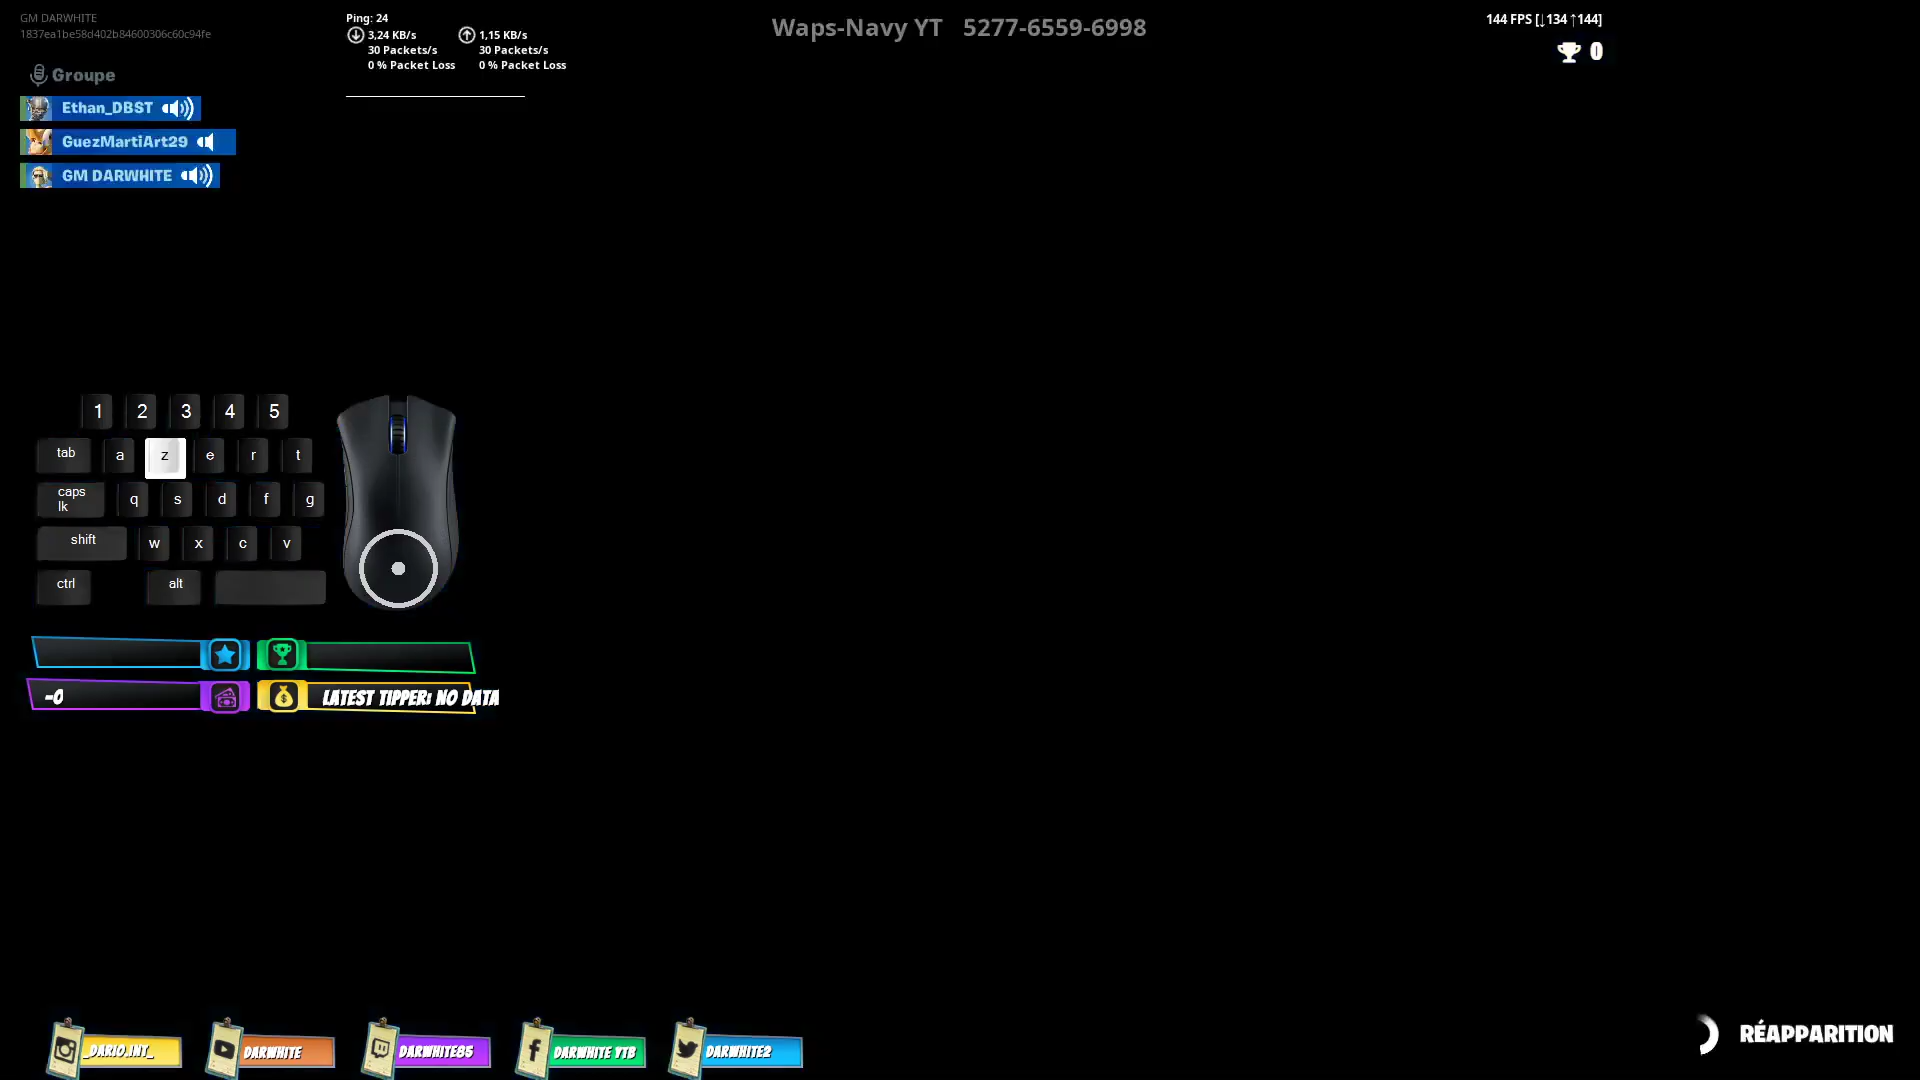 GM DARWHITE
1837ea1be58d402b84600306c60c94fe
Ping: 24
3,24 KB/s 1,15 KB/s
30 Packets/s 30 Packets/s
0 % Packet Loss 0 % Packet Loss
Waps-Navy YT 5277-6559-6998
144 FPS [↓134 ↑144]
0
Groupe
Ethan_DBST
GuezMartiArt29
GM DARWHITE
1 2 3 4 5
tab a z e r t
caps lk q s d f g
shift w x c v
ctrl alt
-0
LATEST TIPPER: NO DATA
_DARIO.INT_
DARWHITE
DARWHITE85
DARWHITE YTB
DARWHITE2
RÉAPPARITION